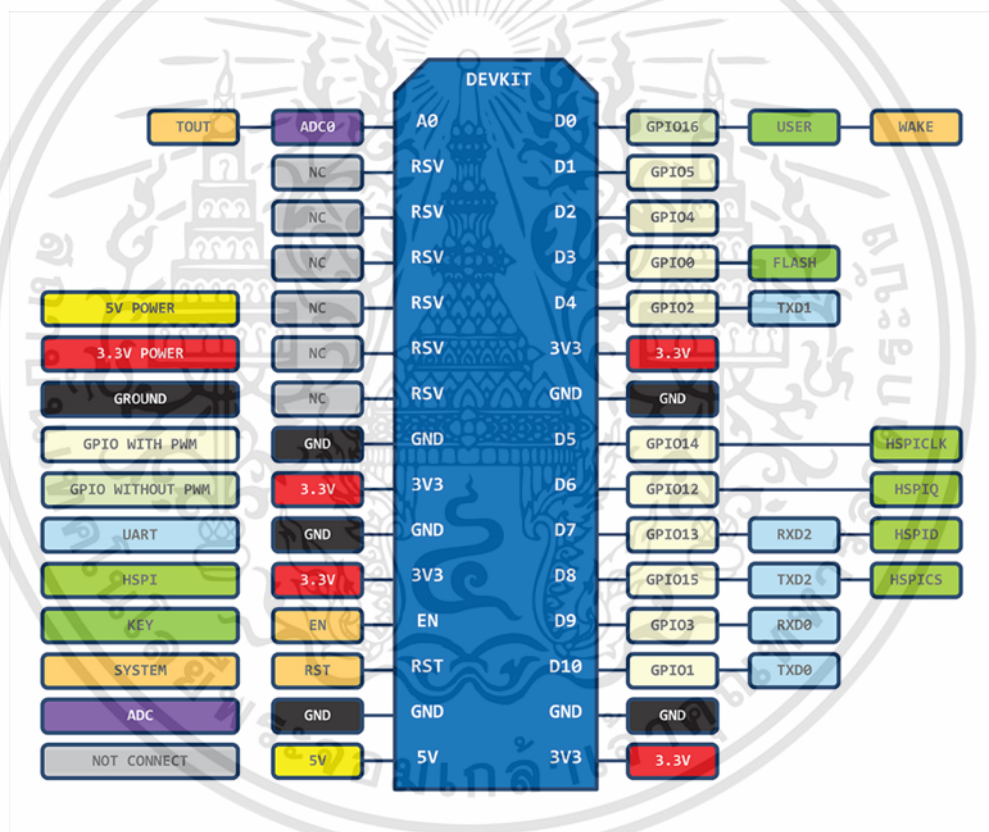 DEVKIT
TOUT ADC0 A0 D0 GPIO16 USER WAKE
NC RSV D1 GPIO5
NC RSV D2 GPIO4
NC RSV D3 GPIO0 FLASH
5V POWER NC RSV D4 GPIO2 TXD1
3.3V POWER NC RSV 3V3 3.3V
GROUND NC RSV GND GND
GPIO WITH PWM GND GND D5 GPIO14 HSPICLK
GPIO WITHOUT PWM 3.3V 3V3 D6 GPIO12 HSPIQ
UART GND GND D7 GPIO13 RXD2 HSPID
HSPI 3.3V 3V3 D8 GPIO15 TXD2 HSPICS
KEY EN EN D9 GPIO3 RXD0
SYSTEM RST RST D10 GPIO1 TXD0
ADC GND GND GND GND
NOT CONNECT 5V 5V 3V3 3.3V